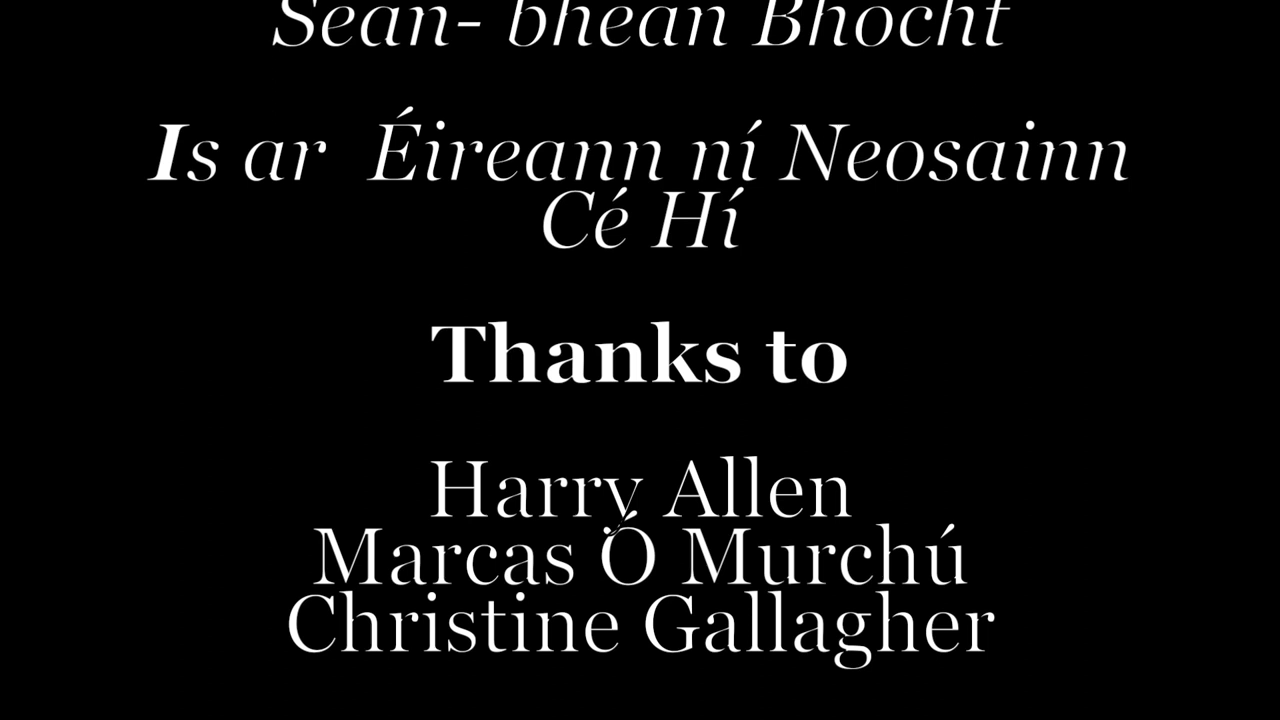 Sean- bhean Bhocht
Is ar Éireann ní Neosainn
Cé Hí
Thanks to
Harry Allen
Marcas Ó Murchú
Christine Gallagher